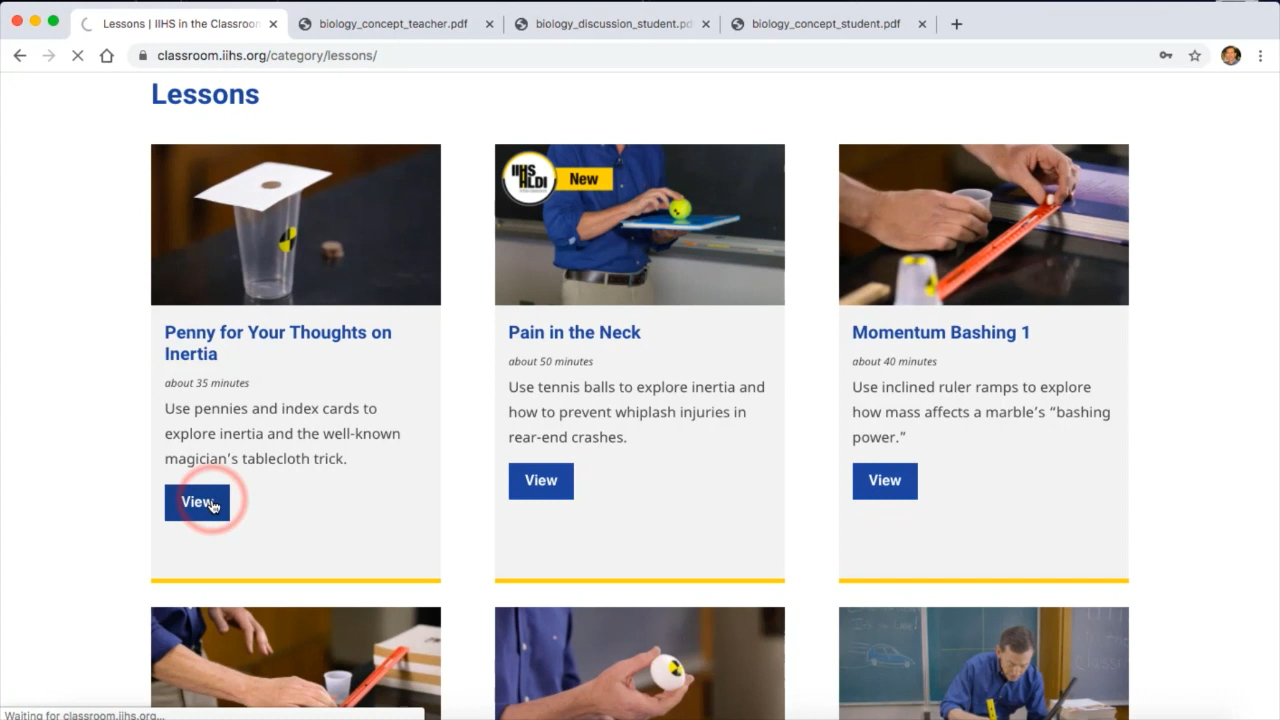 Lessons | IIHS in the Classroom
biology_concept_teacher.pdf
biology_discussion_student.pd
biology_concept_student.pdf
classroom.iihs.org/category/lessons/
Lessons
IIHS
HLDI
New
Penny for Your Thoughts on
Inertia
about 35 minutes
Use pennies and index cards to
explore inertia and the well-known
magician's tablecloth trick.
View
Pain in the Neck
about 50 minutes
Use tennis balls to explore inertia and
how to prevent whiplash injuries in
rear-end crashes.
View
Momentum Bashing 1
about 40 minutes
Use inclined ruler ramps to explore
how mass affects a marble's “bashing
power.”
View
Waiting for classroom.iihs.org...